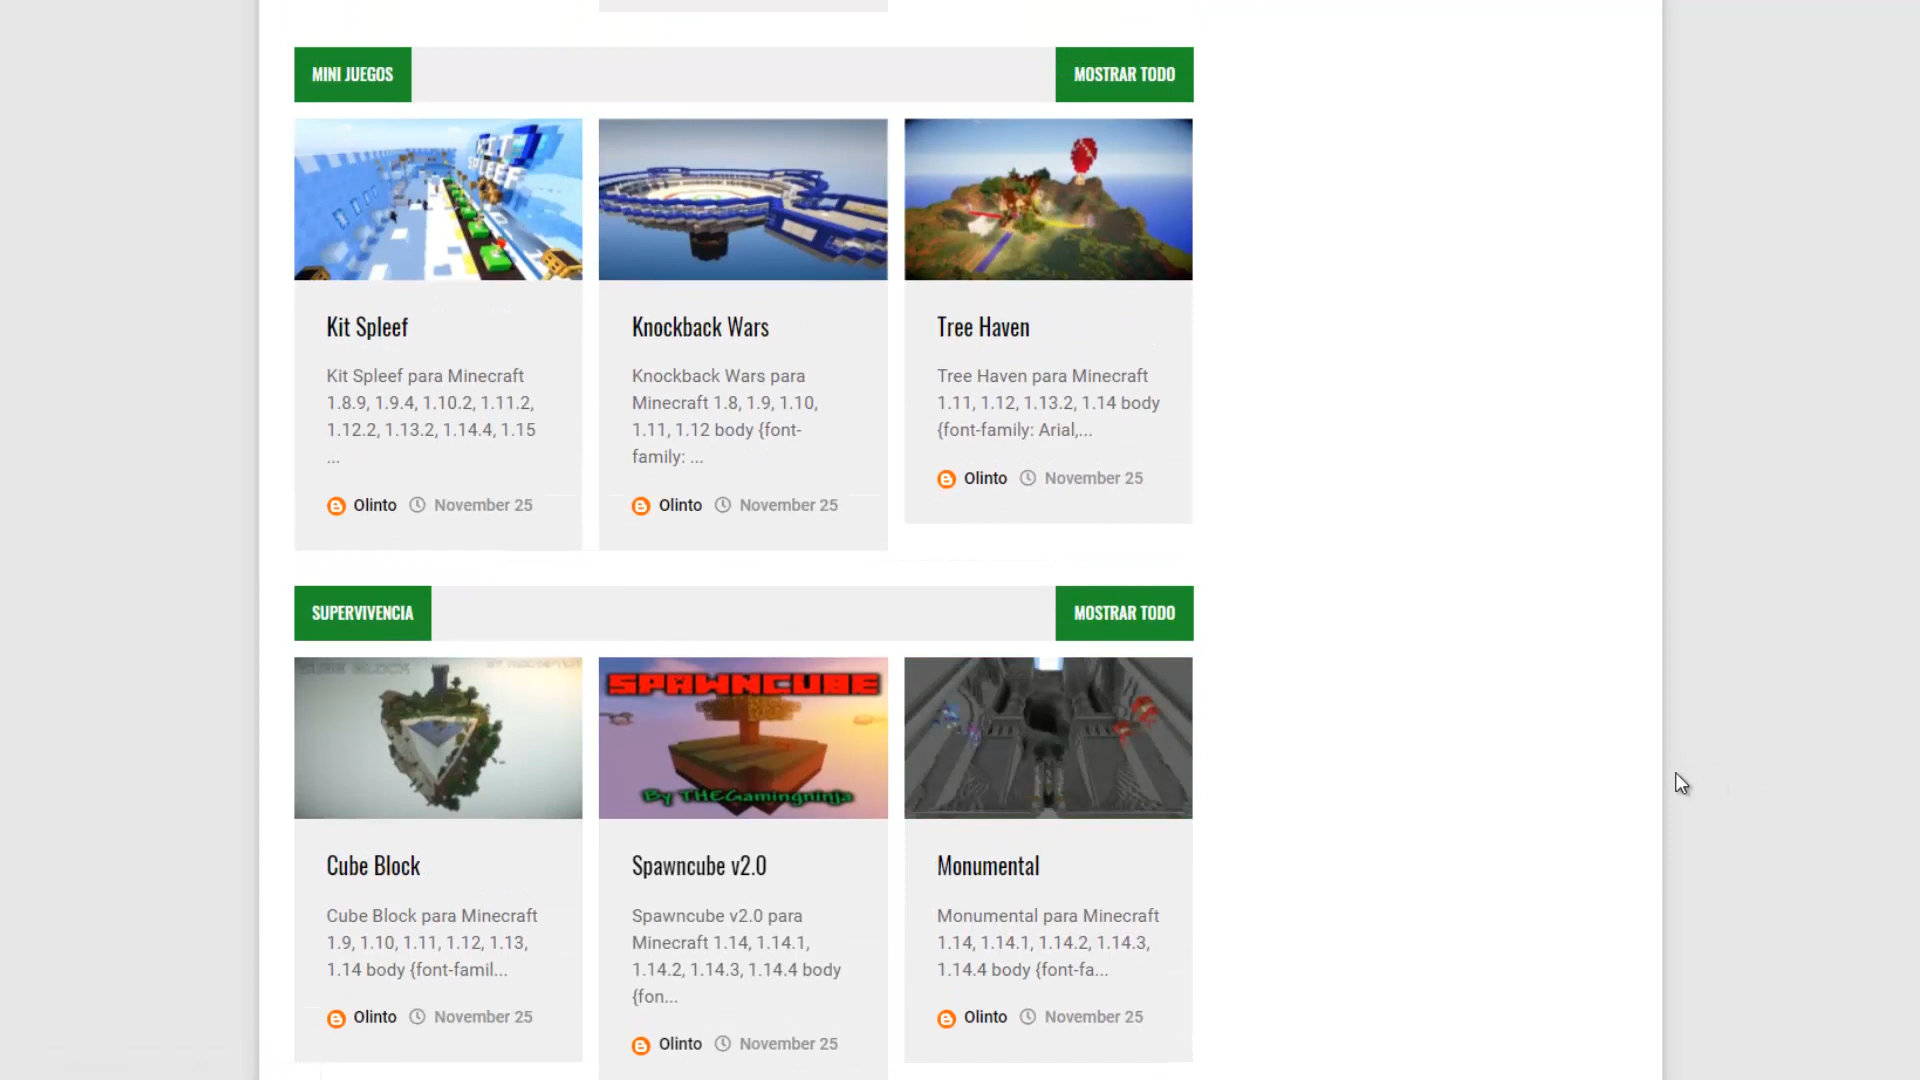 MINI JUEGOS
MOSTRAR TODO
KIT
SPLEEF
Kit Spleef
Kit Spleef para Minecraft
1.8.9, 1.9.4, 1.10.2, 1.11.2,
1.12.2, 1.13.2, 1.14.4, 1.15
...
Olinto November 25
Knockback Wars
Knockback Wars para
Minecraft 1.8, 1.9, 1.10,
1.11, 1.12 body {font-
family: ...
Olinto November 25
Tree Haven
Tree Haven para Minecraft
1.11, 1.12, 1.13.2, 1.14 body
{font-family: Arial,...
Olinto November 25
SUPERVIVENCIA
MOSTRAR TODO
CUBE BLOCK
Cube Block
Cube Block para Minecraft
1.9, 1.10, 1.11, 1.12, 1.13,
1.14 body {font-famil...
Olinto November 25
SPAWNCUBE
By THEGamingninja
Spawncube v2.0
Spawncube v2.0 para
Minecraft 1.14, 1.14.1,
1.14.2, 1.14.3, 1.14.4 body
{fon...
Olinto November 25
Monumental
Monumental para Minecraft
1.14, 1.14.1, 1.14.2, 1.14.3,
1.14.4 body {font-fa...
Olinto November 25